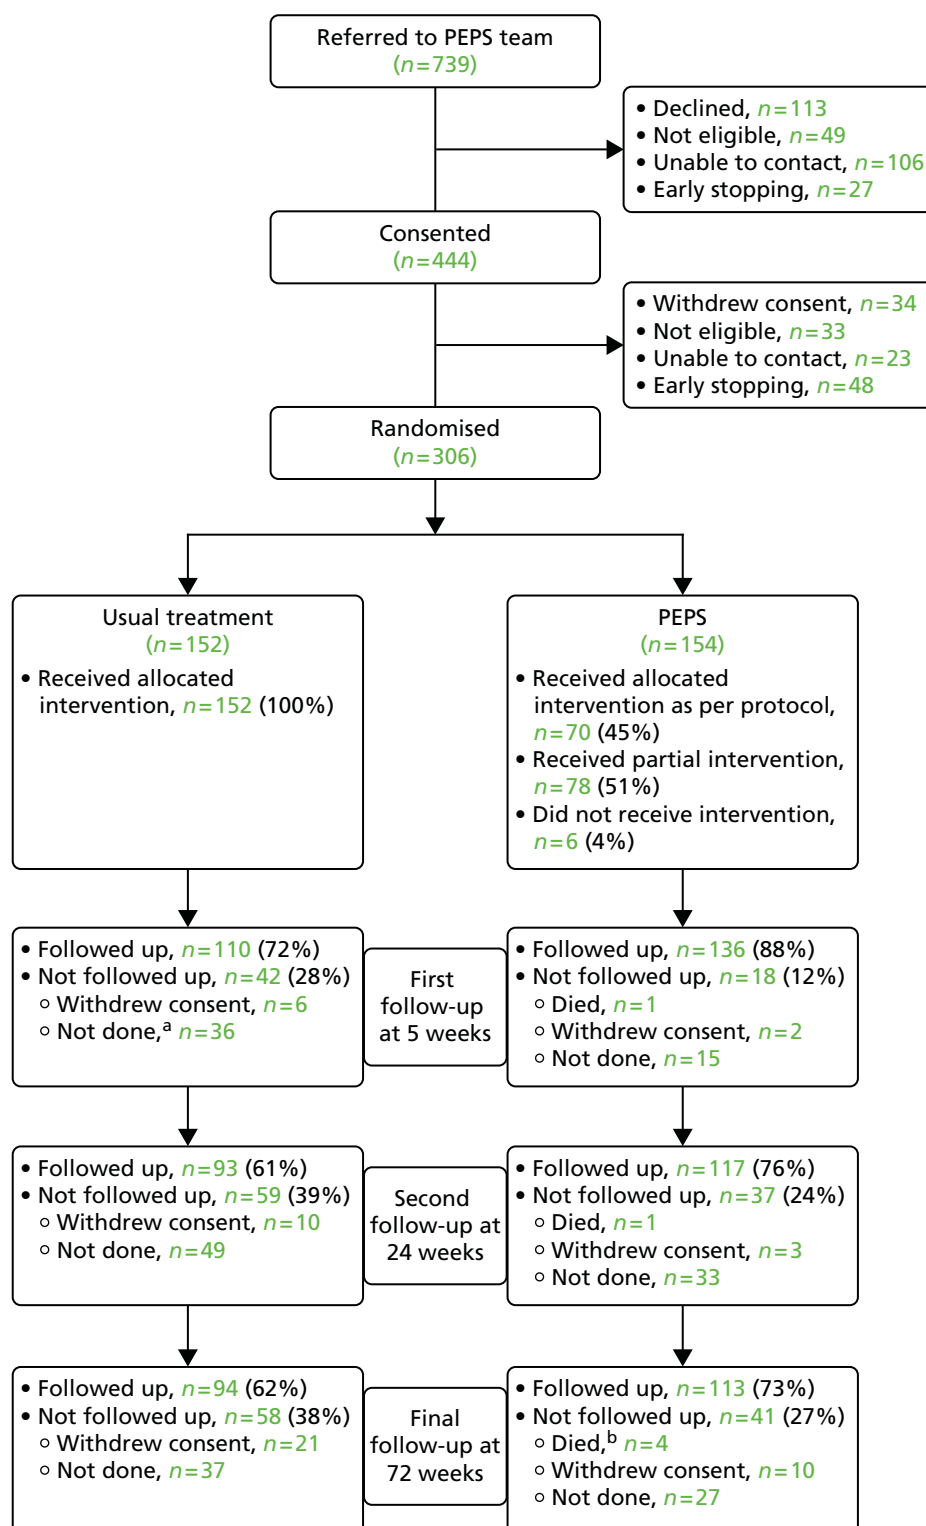 Referred to PEPS team
(n=739)
• Declined, n=113
• Not eligible, n=49
• Unable to contact, n=106
• Early stopping, n=27
Consented
(n=444)
• Withdrew consent, n=34
• Not eligible, n=33
• Unable to contact, n=23
• Early stopping, n=48
Randomised
(n=306)
Usual treatment
(n=152)
• Received allocated
intervention, n=152 (100%)
PEPS
(n=154)
• Received allocated
intervention as per protocol,
n=70 (45%)
• Received partial intervention,
n=78 (51%)
• Did not receive intervention,
n=6 (4%)
• Followed up, n=110 (72%)
• Not followed up, n=42 (28%)
○ Withdrew consent, n=6
○ Not done,a n=36
First
follow-up
at 5 weeks
• Followed up, n=136 (88%)
• Not followed up, n=18 (12%)
○ Died, n=1
○ Withdrew consent, n=2
○ Not done, n=15
• Followed up, n=93 (61%)
• Not followed up, n=59 (39%)
○ Withdrew consent, n=10
○ Not done, n=49
Second
follow-up at
24 weeks
• Followed up, n=117 (76%)
• Not followed up, n=37 (24%)
○ Died, n=1
○ Withdrew consent, n=3
○ Not done, n=33
• Followed up, n=94 (62%)
• Not followed up, n=58 (38%)
○ Withdrew consent, n=21
○ Not done, n=37
Final
follow-up at
72 weeks
• Followed up, n=113 (73%)
• Not followed up, n=41 (27%)
○ Died,b n=4
○ Withdrew consent, n=10
○ Not done, n=27